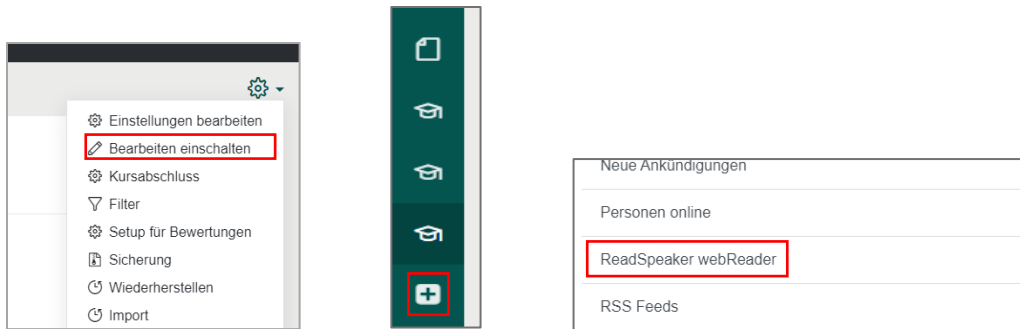 Einstellungen bearbeiten
Bearbeiten einschalten
Kursabschluss
Filter
Setup für Bewertungen
Sicherung
Wiederherstellen
Import
Neue Ankündigungen
Personen online
ReadSpeaker webReader
RSS Feeds